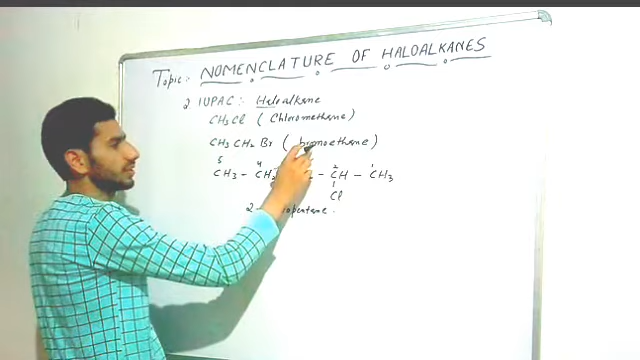 Topic:- NOMENCLATURE OF HALOALKANES
2 IUPAC :- Haloalkane
CH3Cl ( Chloromethane )
CH3 CH2 Br ( bromoethane )
5 4 2 1
CH3 - CH2 - CH - CH3
Cl
2 -